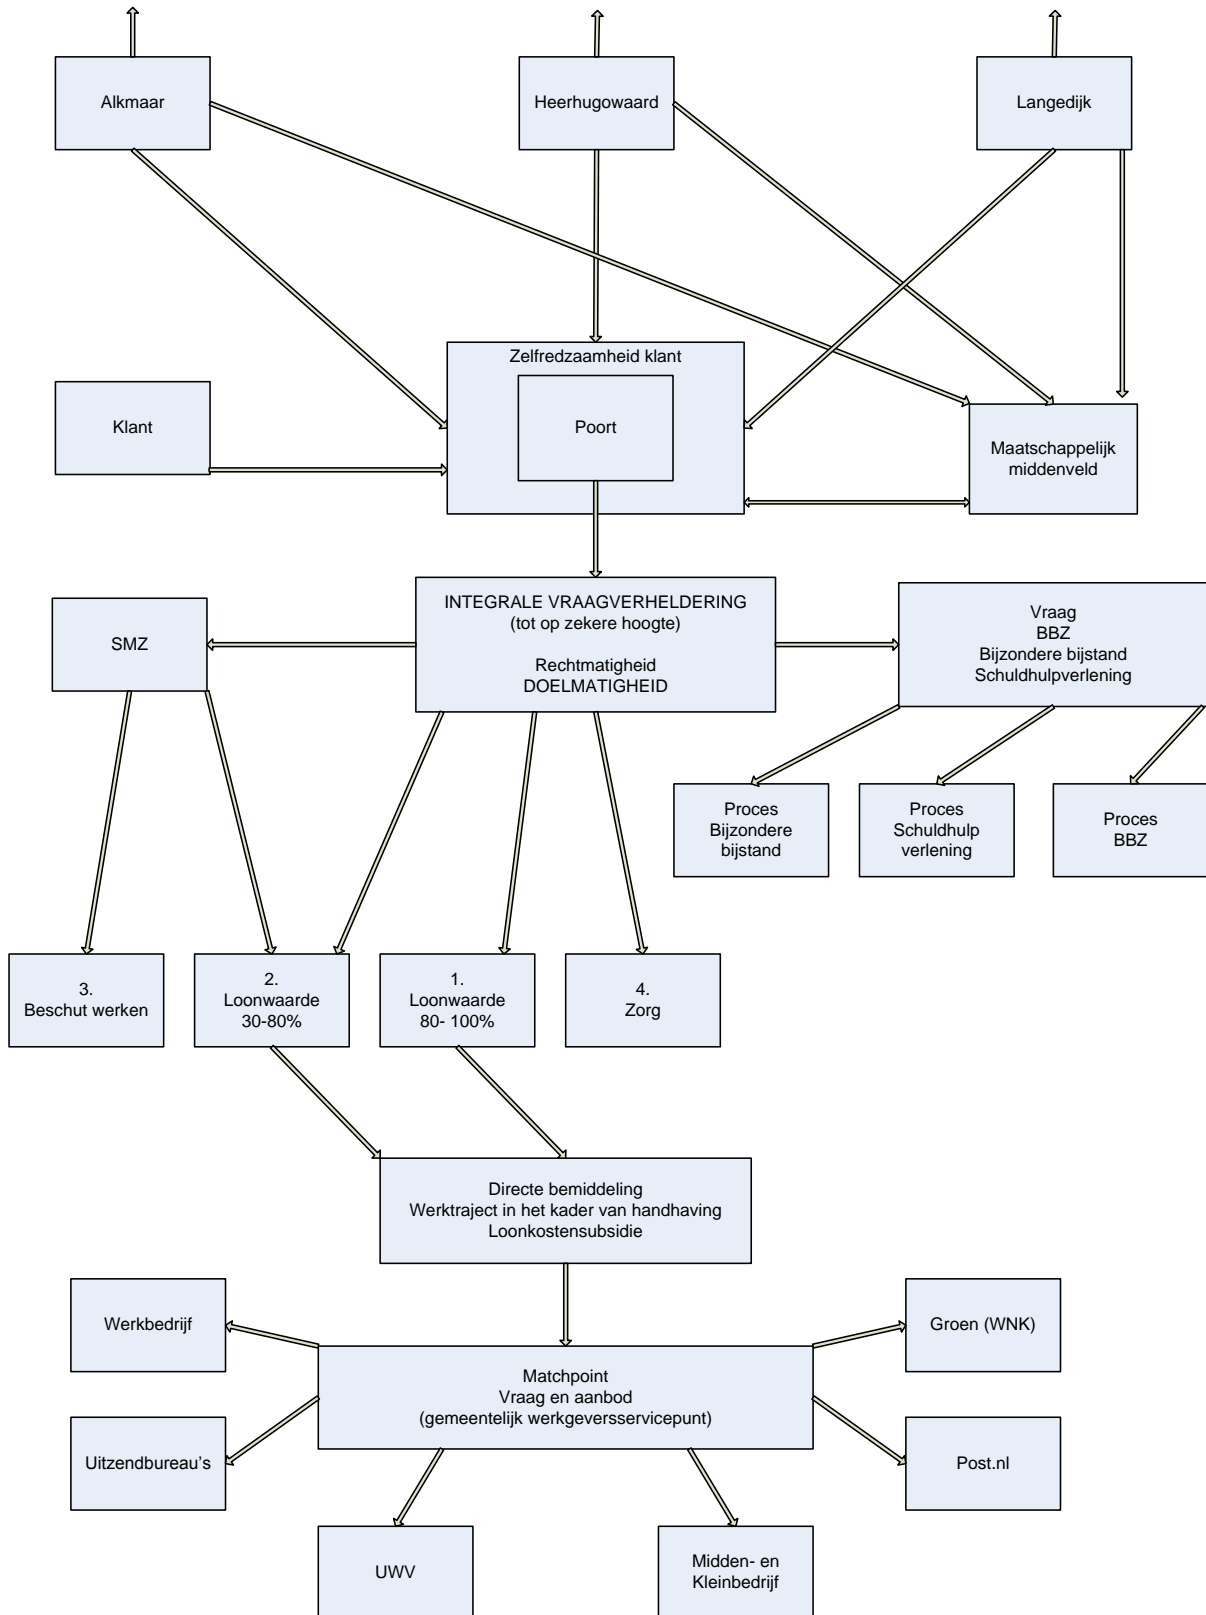 Alkmaar
Heerhugowaard
Langedijk
Zelfredzaamheid klant
Klant
Poort
Maatschappelijk
middenveld
SMZ
INTEGRALE VRAAGVERHELDERING
(tot op zekere hoogte)
Rechtmatigheid
DOELMATIGHEID
Vraag
BBZ
Bijzondere bijstand
Schuldhulpverlening
Proces
Bijzondere
bijstand
Proces
Schuldhulp
verlening
Proces
BBZ
3.
Beschut werken
2.
Loonwaarde
30-80%
1.
Loonwaarde
80- 100%
4.
Zorg
Directe bemiddeling
Werktraject in het kader van handhaving
Loonkostensubsidie
Werkbedrijf
Groen (WNK)
Matchpoint
Vraag en aanbod
(gemeentelijk werkgeversservicepunt)
Uitzendbureau's
Post.nl
UWV
Midden- en
Kleinbedrijf